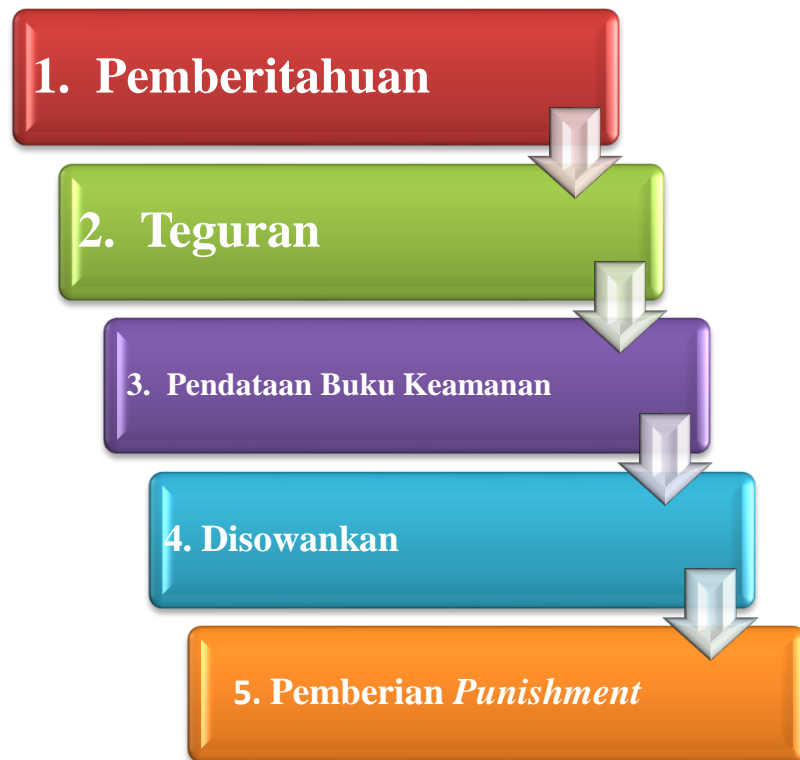 1. Pemberitahuan
2. Teguran
3. Pendataan Buku Keamanan
4. Disowankan
5. Pemberian Punishment